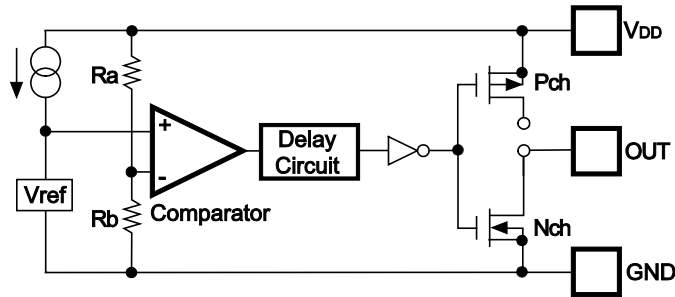 VDD
Ra
Pch
+
Delay
Circuit
OUT
-
Vref
Rb
Comparator
Nch
GND